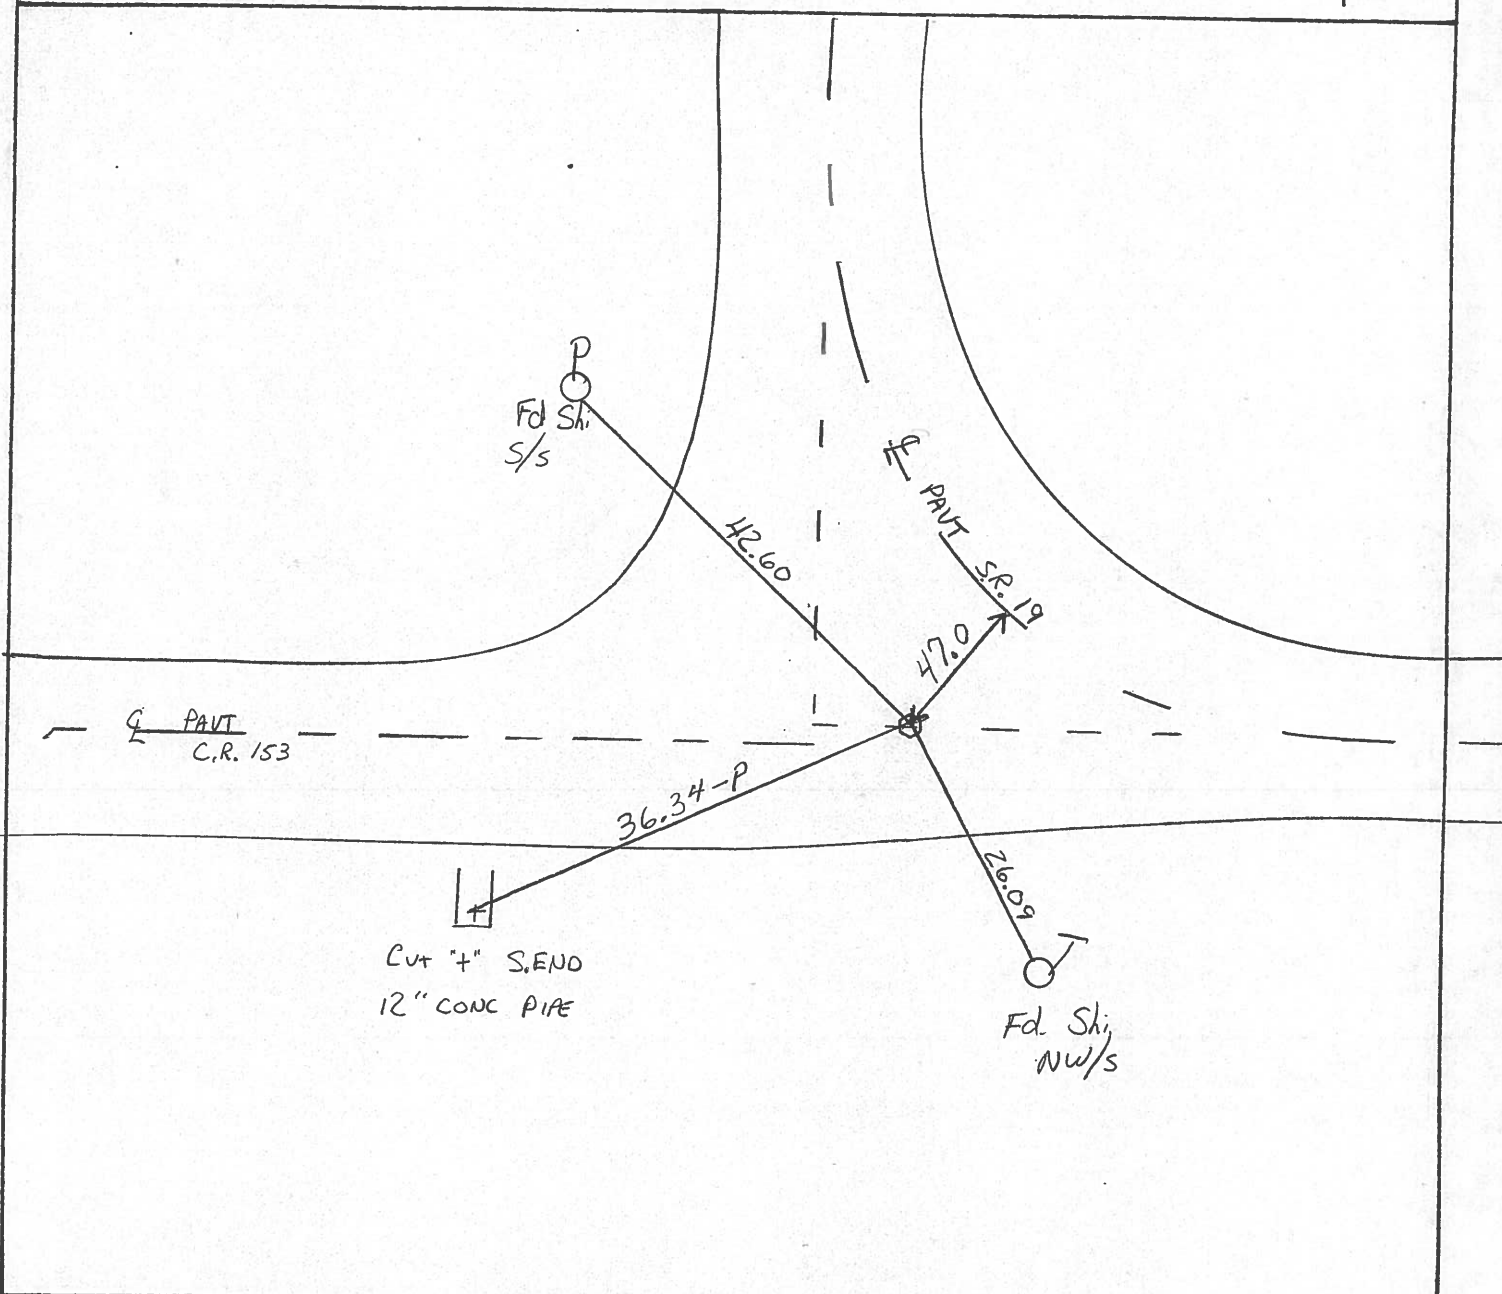 P
Fd Shi
S/s
42.60
℄ PAVT S.R. 19
47.0
℄ PAVT
C.R. 153
36.34-P
26.09
Cut "+" S.END
12" CONC PIPE
T
Fd. Shi,
NW/s